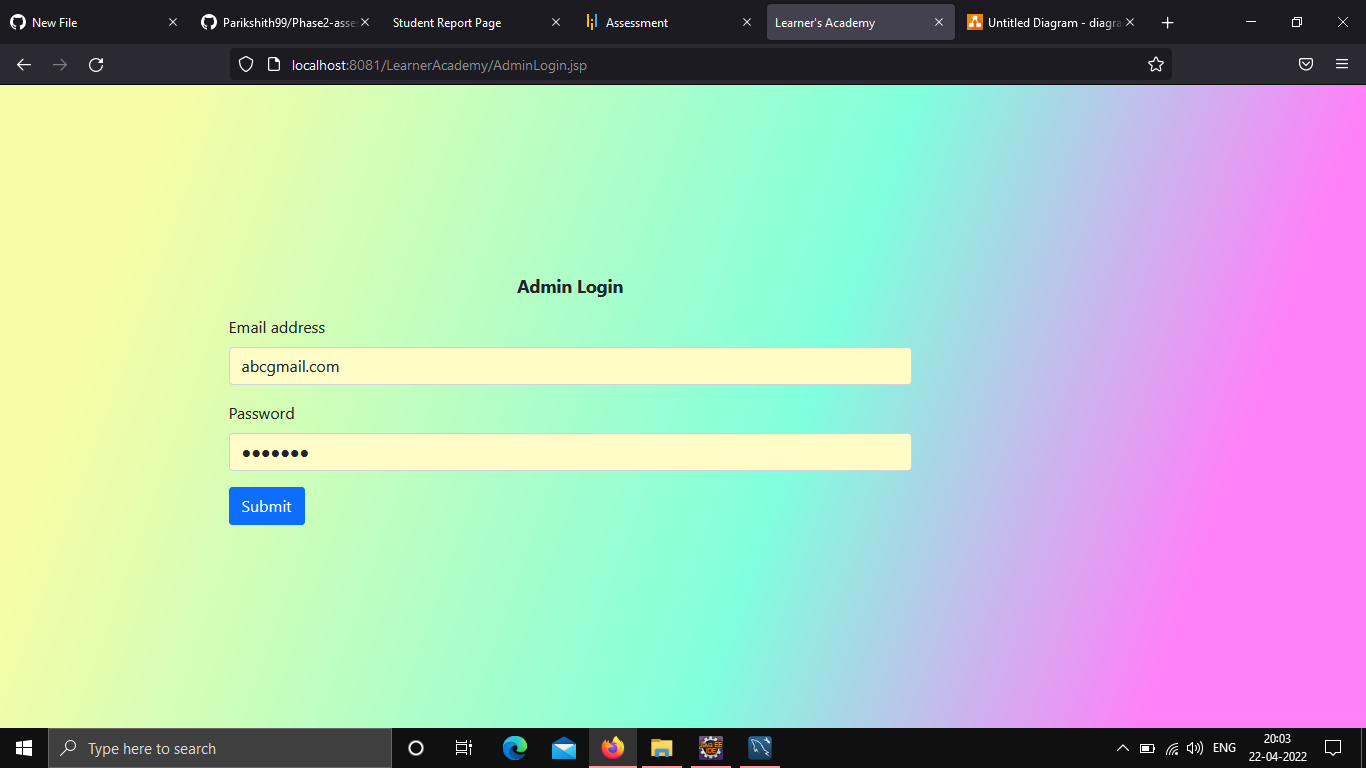 New File
Parikshith99/Phase2-asse
Student Report Page
Assessment
Learner's Academy
Untitled Diagram - diagra
localhost:8081/LearnerAcademy/AdminLogin.jsp
Admin Login
Email address
abcgmail.com
Password
●●●●●●●
Submit
Type here to search
ENG
20:03
22-04-2022